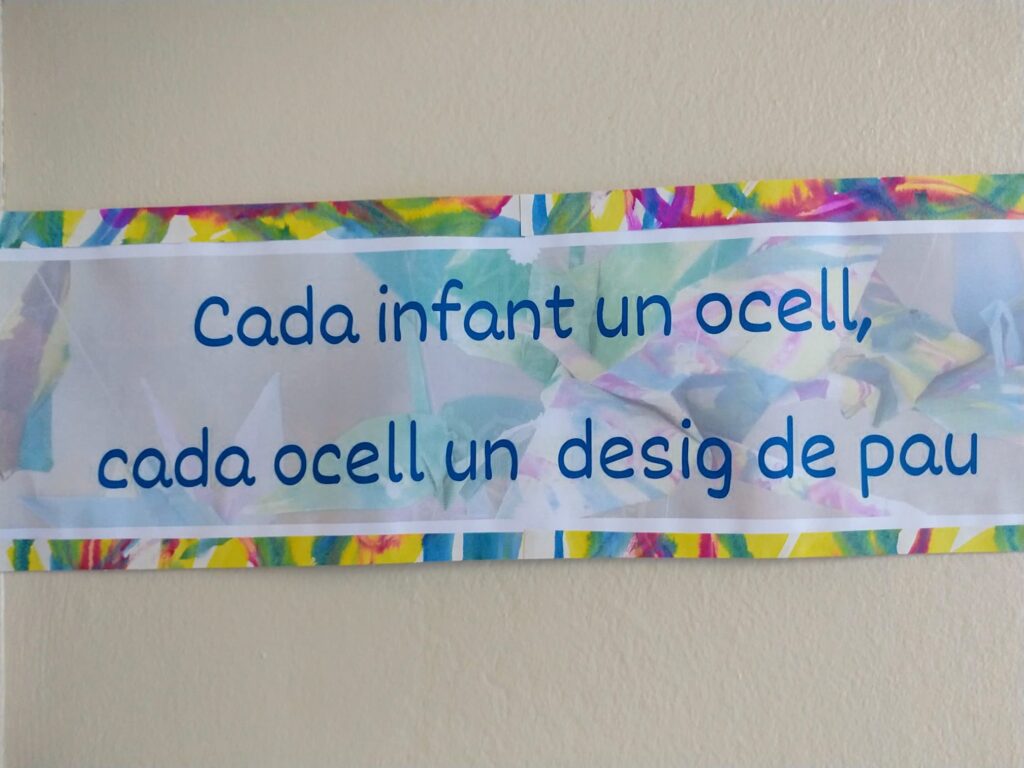 Cada infant un ocell,
cada ocell un desig de pau